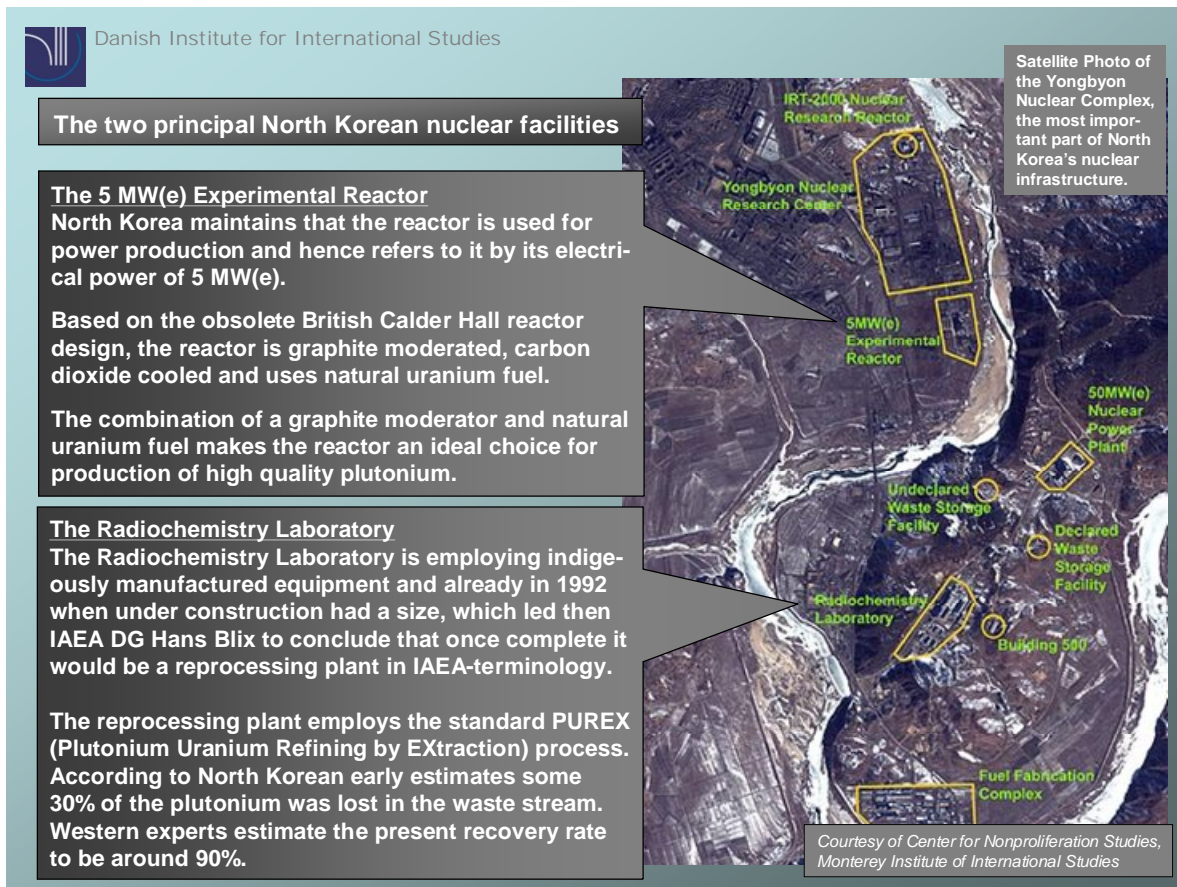 Danish Institute for International Studies
The two principal North Korean nuclear facilities
The 5 MW(e) Experimental Reactor
North Korea maintains that the reactor is used for
power production and hence refers to it by its electri-
cal power of 5 MW(e).
Based on the obsolete British Calder Hall reactor
design, the reactor is graphite moderated, carbon
dioxide cooled and uses natural uranium fuel.
The combination of a graphite moderator and natural
uranium fuel makes the reactor an ideal choice for
production of high quality plutonium.
The Radiochemistry Laboratory
The Radiochemistry Laboratory is employing indige-
ously manufactured equipment and already in 1992
when under construction had a size, which led then
IAEA DG Hans Blix to conclude that once complete it
would be a reprocessing plant in IAEA-terminology.
The reprocessing plant employs the standard PUREX
(Plutonium Uranium Refining by EXtraction) process.
According to North Korean early estimates some
30% of the plutonium was lost in the waste stream.
Western experts estimate the present recovery rate
to be around 90%.
Satellite Photo of
the Yongbyon
Nuclear Complex,
the most impor-
tant part of North
Korea's nuclear
infrastructure.
IRT-2000 Nuclear
Research Reactor
Yongbyon Nuclear
Research Center
5MW(e)
Experimental
Reactor
50MW(e)
Nuclear
Power
Plant
Undeclared
Waste Storage
Facility
Declared
Waste
Storage
Facility
Radiochemistry
Laboratory
Building 500
Fuel Fabrication
Complex
Courtesy of Center for Nonproliferation Studies,
Monterey Institute of International Studies